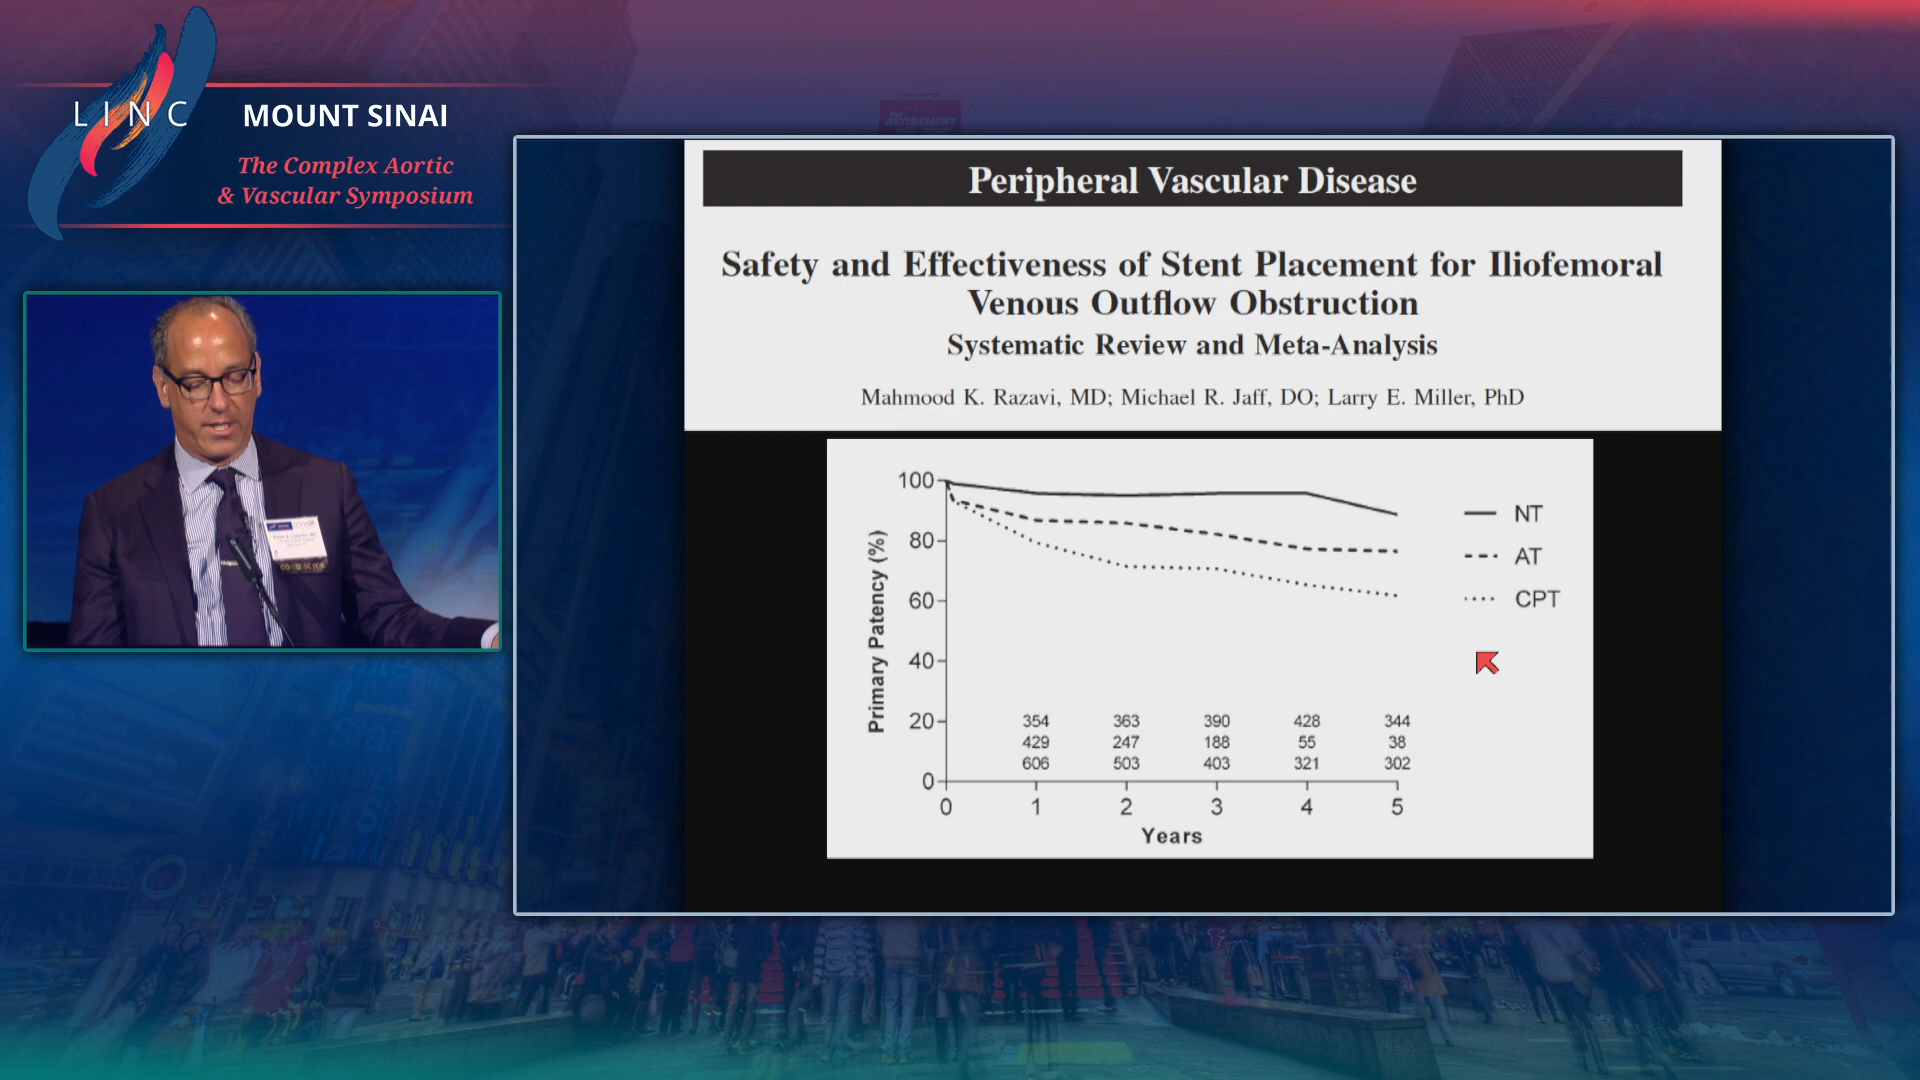 LINC
MOUNT SINAI
The Complex Aortic
& Vascular Symposium
Peripheral Vascular Disease
Safety and Effectiveness of Stent Placement for Iliofemoral
Venous Outflow Obstruction
Systematic Review and Meta-Analysis
Mahmood K. Razavi, MD; Michael R. Jaff, DO; Larry E. Miller, PhD
Primary Patency (%)
100
80
60
40
20
0
NT
AT
CPT
354 363 390 428 344
429 247 188 55 38
606 503 403 321 302
0 1 2 3 4 5
Years